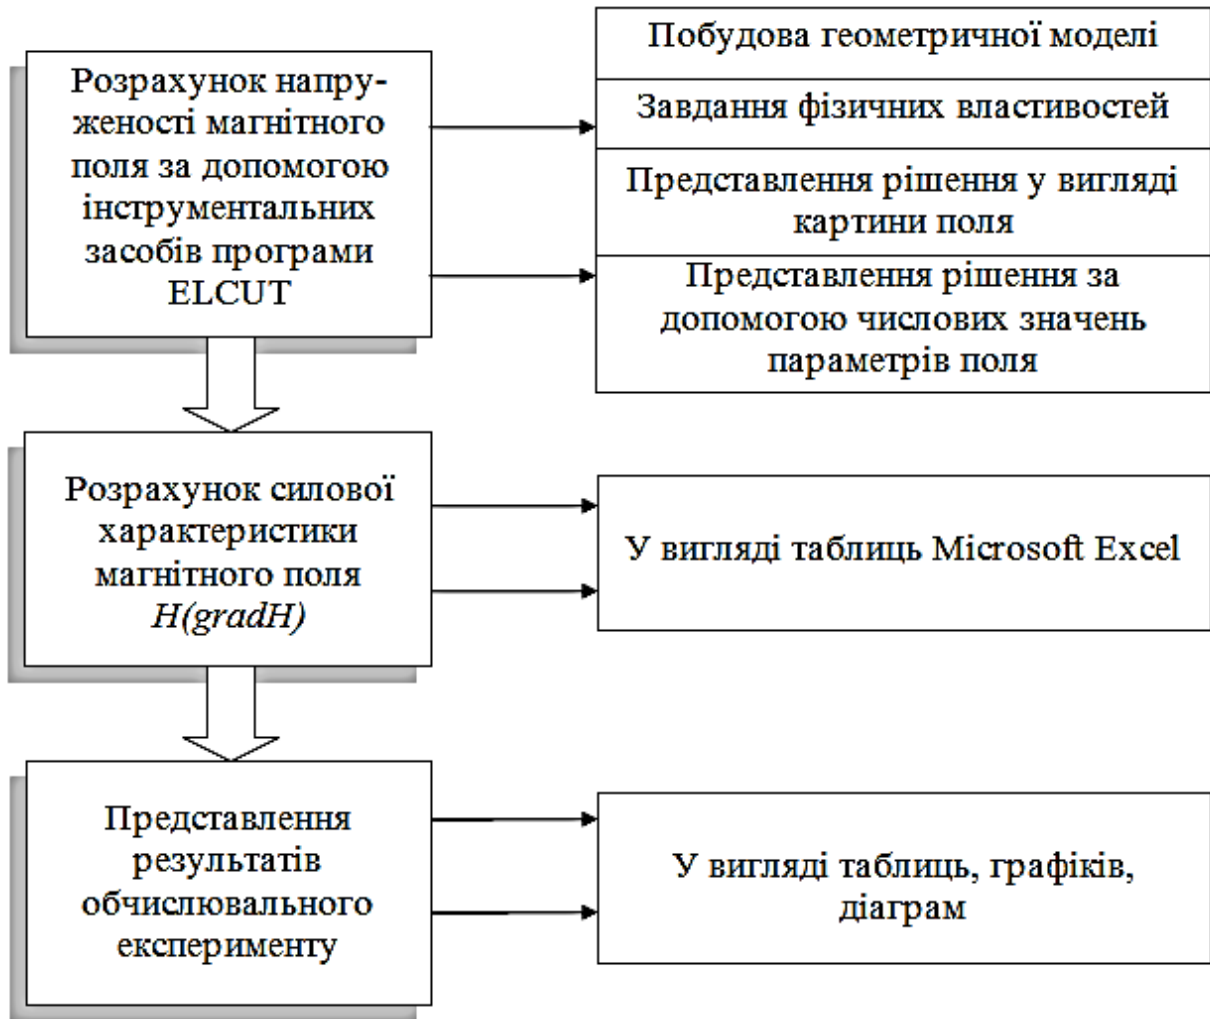 Розрахунок напру-
женості магнітного
поля за допомогою
інструментальних
засобів програми
ELCUT
Побудова геометричної моделі
Завдання фізичних властивостей
Представлення рішення у вигляді
картини поля
Представлення рішення за
допомогою числових значень
параметрів поля
Розрахунок силової
характеристики
магнітного поля
H(gradH)
У вигляді таблиць Microsoft Excel
Представлення
результатів
обчислювального
експерименту
У вигляді таблиць, графіків,
діаграм